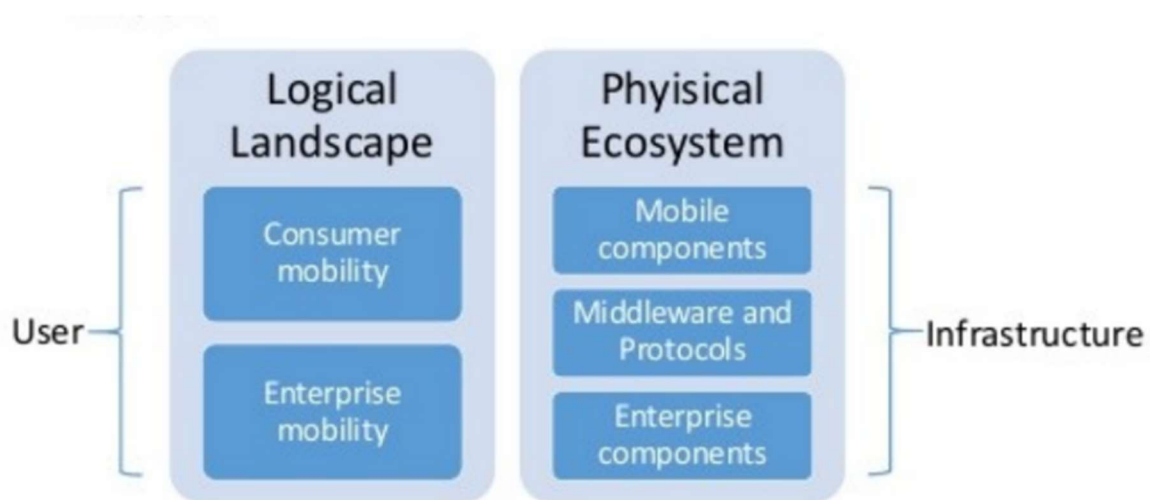 Logical
Landscape
Consumer
mobility
Enterprise
mobility
User
Phyisical
Ecosystem
Mobile
components
Middleware and
Protocols
Enterprise
components
Infrastructure